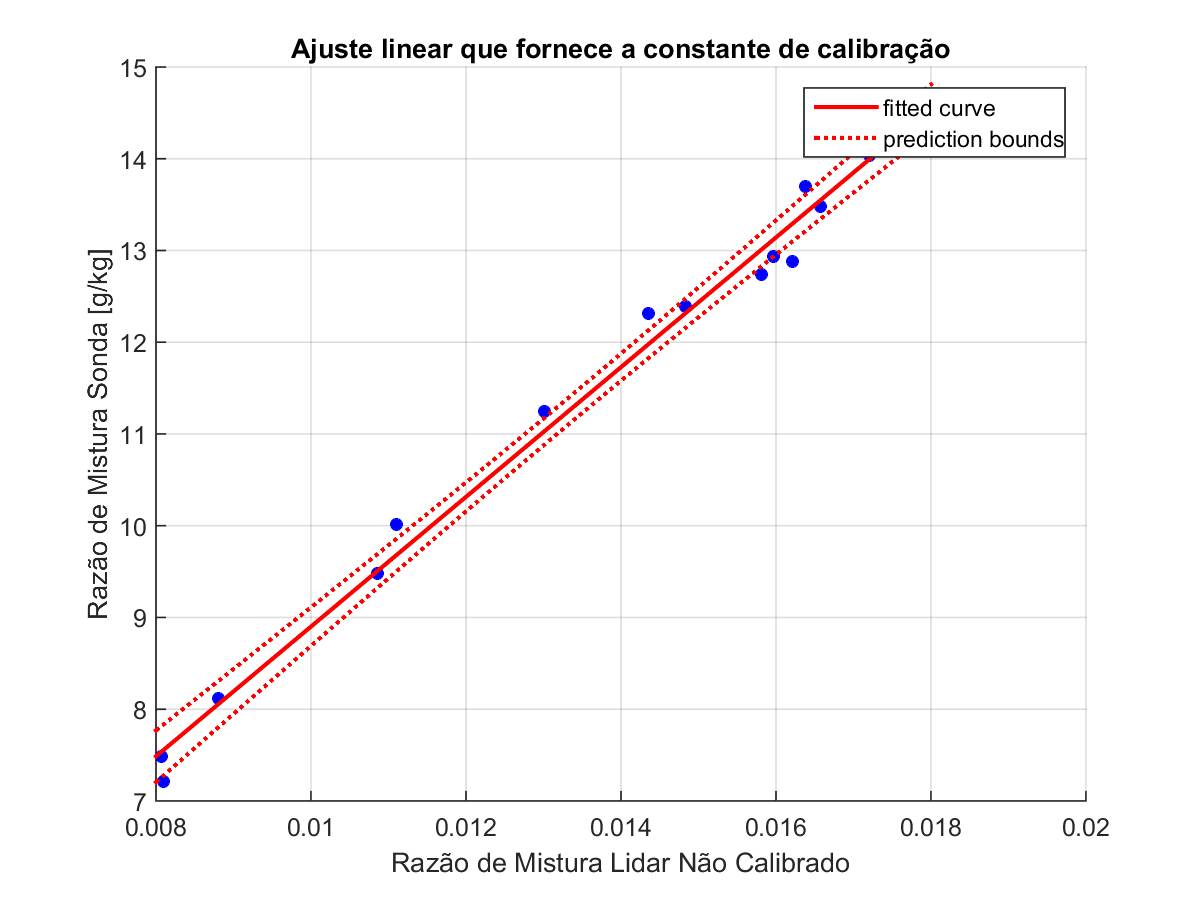 Ajuste linear que fornece a constante de calibração
fitted curve
prediction bounds
15
14
13
12
11
10
9
8
7
Razão de Mistura Sonda [g/kg]
0.008 0.01 0.012 0.014 0.016 0.018 0.02
Razão de Mistura Lidar Não Calibrado